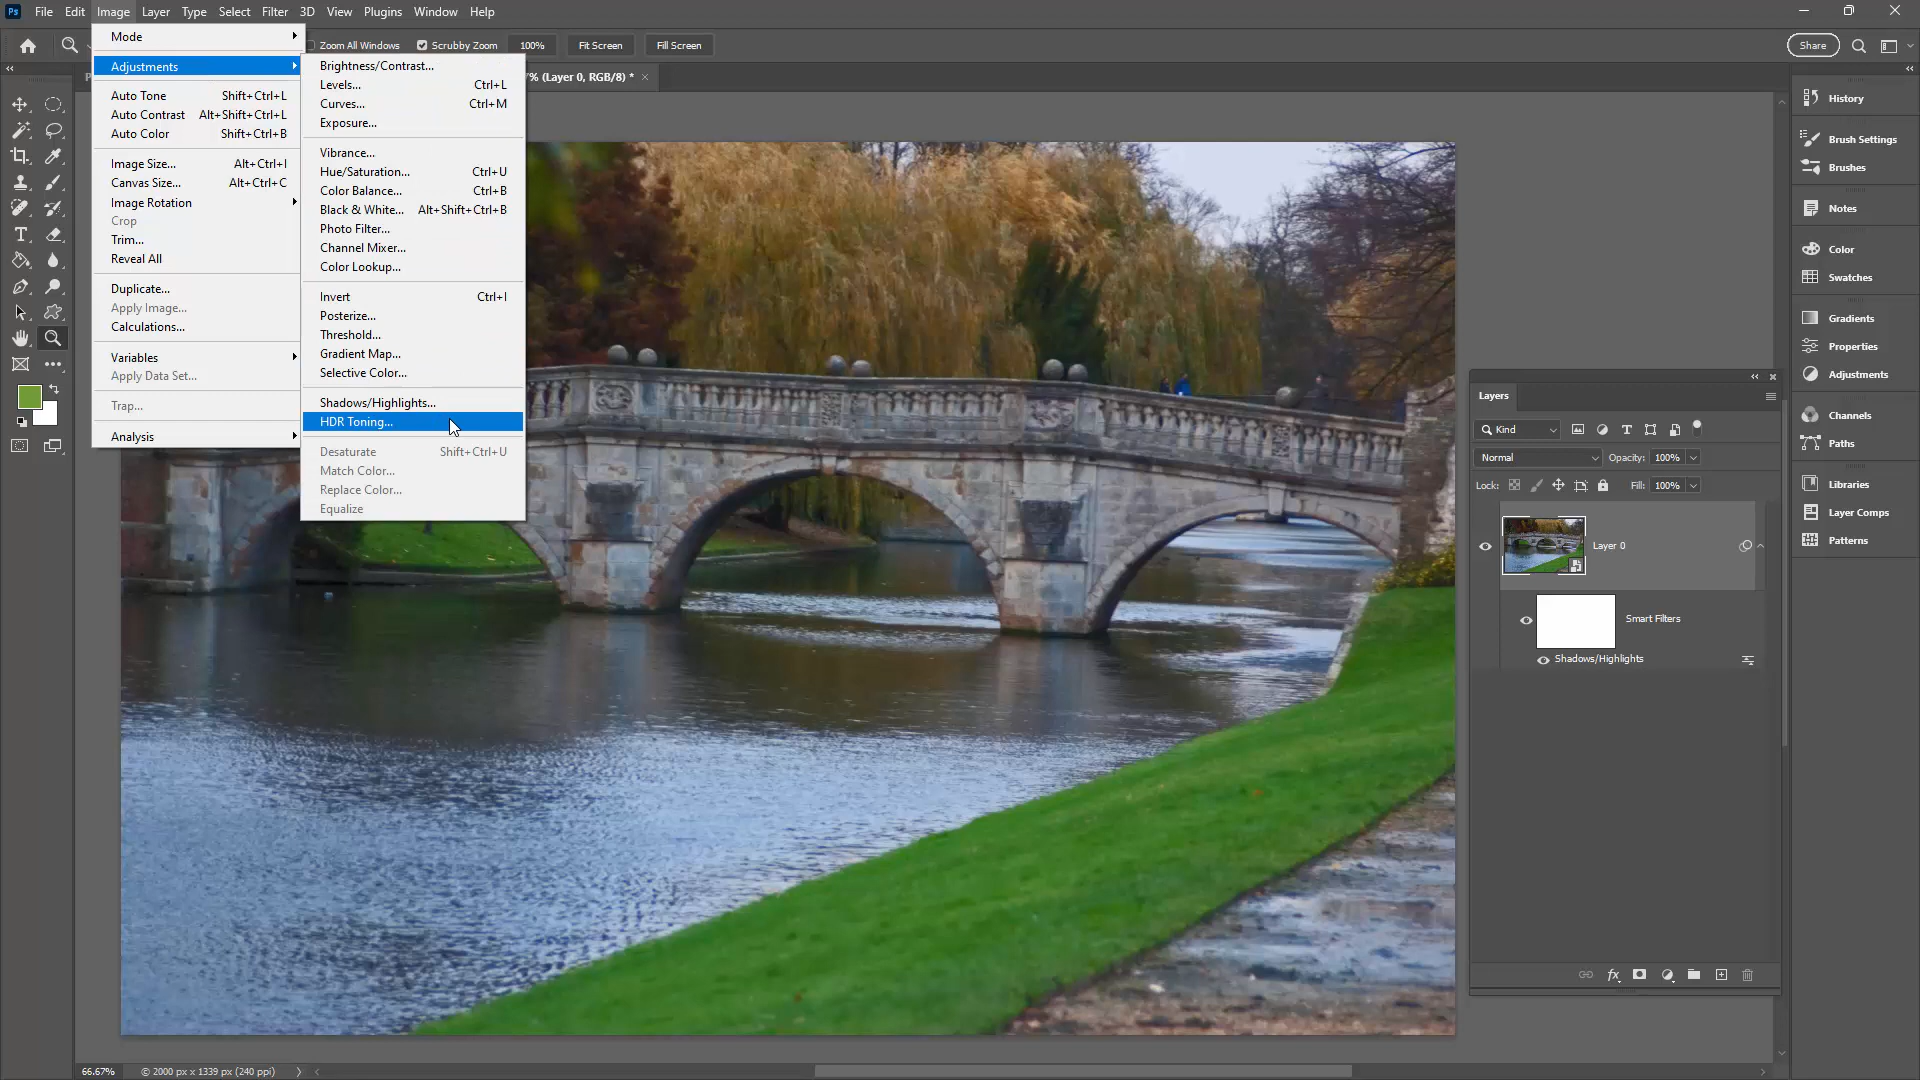 Ps File Edit Image Layer Type Select Filter 3D View Plugins Window Help
Zoom All Windows Scrubby Zoom 100% Fit Screen Fill Screen Share
% (Layer 0, RGB/8) * ×
Mode
Adjustments
Auto Tone Shift+Ctrl+L
Auto Contrast Alt+Shift+Ctrl+L
Auto Color Shift+Ctrl+B
Image Size... Alt+Ctrl+I
Canvas Size... Alt+Ctrl+C
Image Rotation
Crop
Trim...
Reveal All
Duplicate...
Apply Image...
Calculations...
Variables
Apply Data Set...
Trap...
Analysis
Brightness/Contrast...
Levels... Ctrl+L
Curves... Ctrl+M
Exposure...
Vibrance...
Hue/Saturation... Ctrl+U
Color Balance... Ctrl+B
Black & White... Alt+Shift+Ctrl+B
Photo Filter...
Channel Mixer...
Color Lookup...
Invert Ctrl+I
Posterize...
Threshold...
Gradient Map...
Selective Color...
Shadows/Highlights...
HDR Toning...
Desaturate Shift+Ctrl+U
Match Color...
Replace Color...
Equalize
History
Brush Settings
Brushes
Notes
Color
Swatches
Gradients
Properties
Adjustments
Channels
Paths
Libraries
Layer Comps
Patterns
Layers
Kind
Normal Opacity: 100%
Lock: Fill: 100%
Layer 0
Smart Filters
Shadows/Highlights
66.67% © 2000 px x 1339 px (240 ppi)